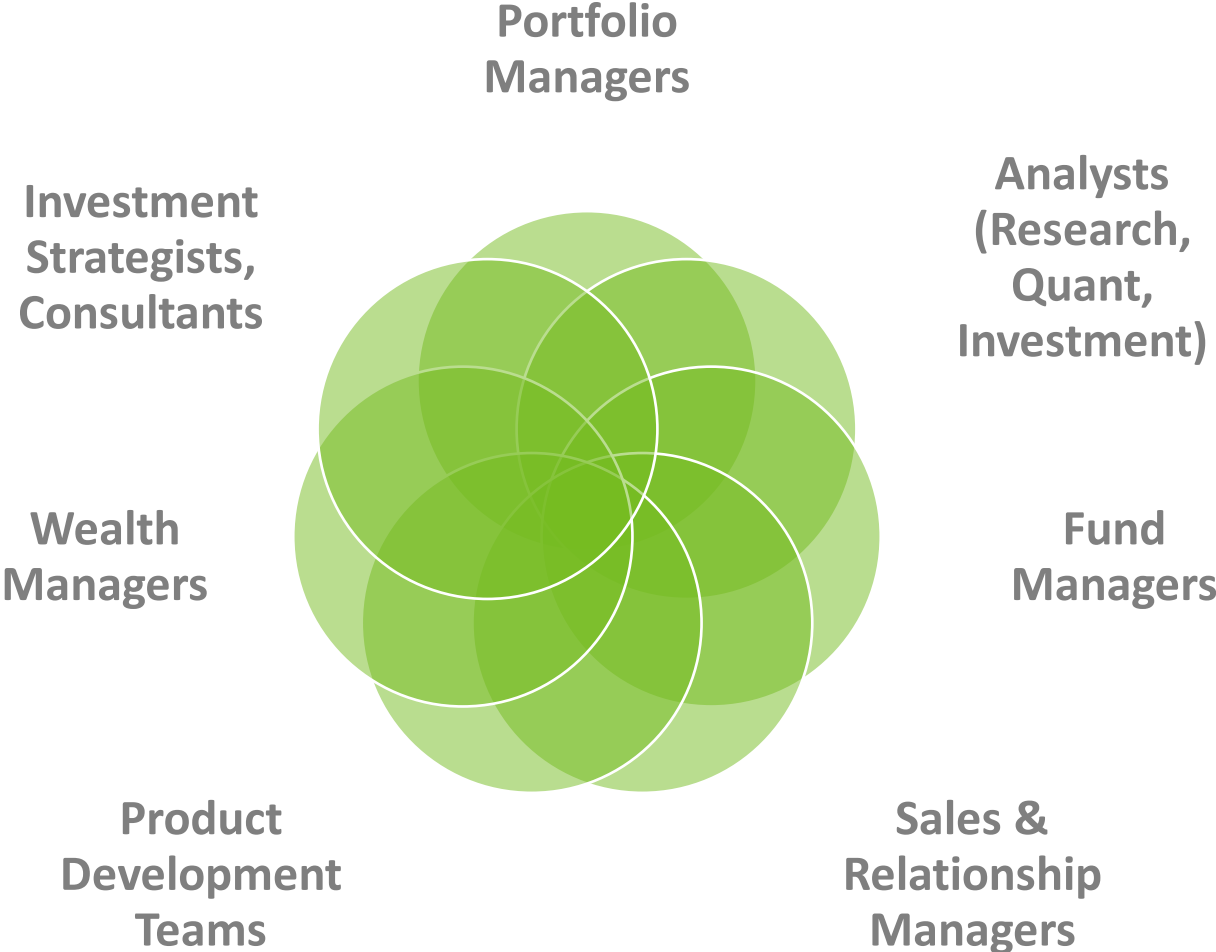 Portfolio
Managers
Analysts
(Research,
Quant,
Investment)
Fund
Managers
Sales &
Relationship
Managers
Product
Development
Teams
Wealth
Managers
Investment
Strategists,
Consultants